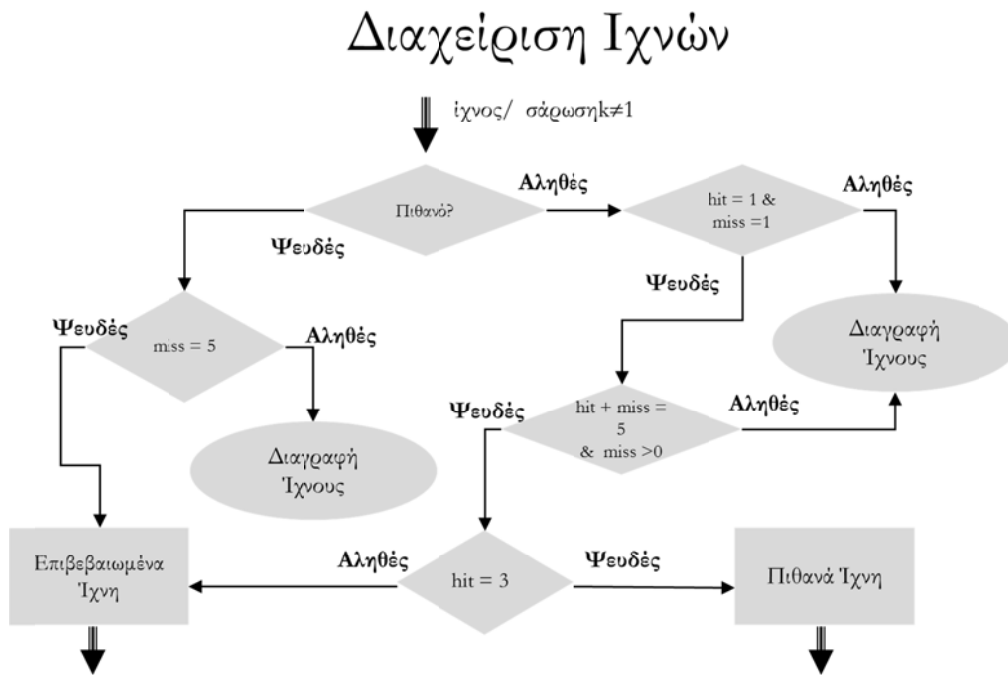 Διαχείριση Ιχνών
ίχνος/ σάρωσηk≠1
Πιθανό?
Αληθές
hit = 1 &
miss =1
Αληθές
Ψευδές
Ψευδές
Διαγραφή
Ίχνους
Ψευδές
miss = 5
Αληθές
Διαγραφή
Ίχνους
Ψευδές
hit + miss =
5
& miss >0
Αληθές
Επιβεβαιωμένα
Ίχνη
Αληθές
hit = 3
Ψευδές
Πιθανά Ίχνη